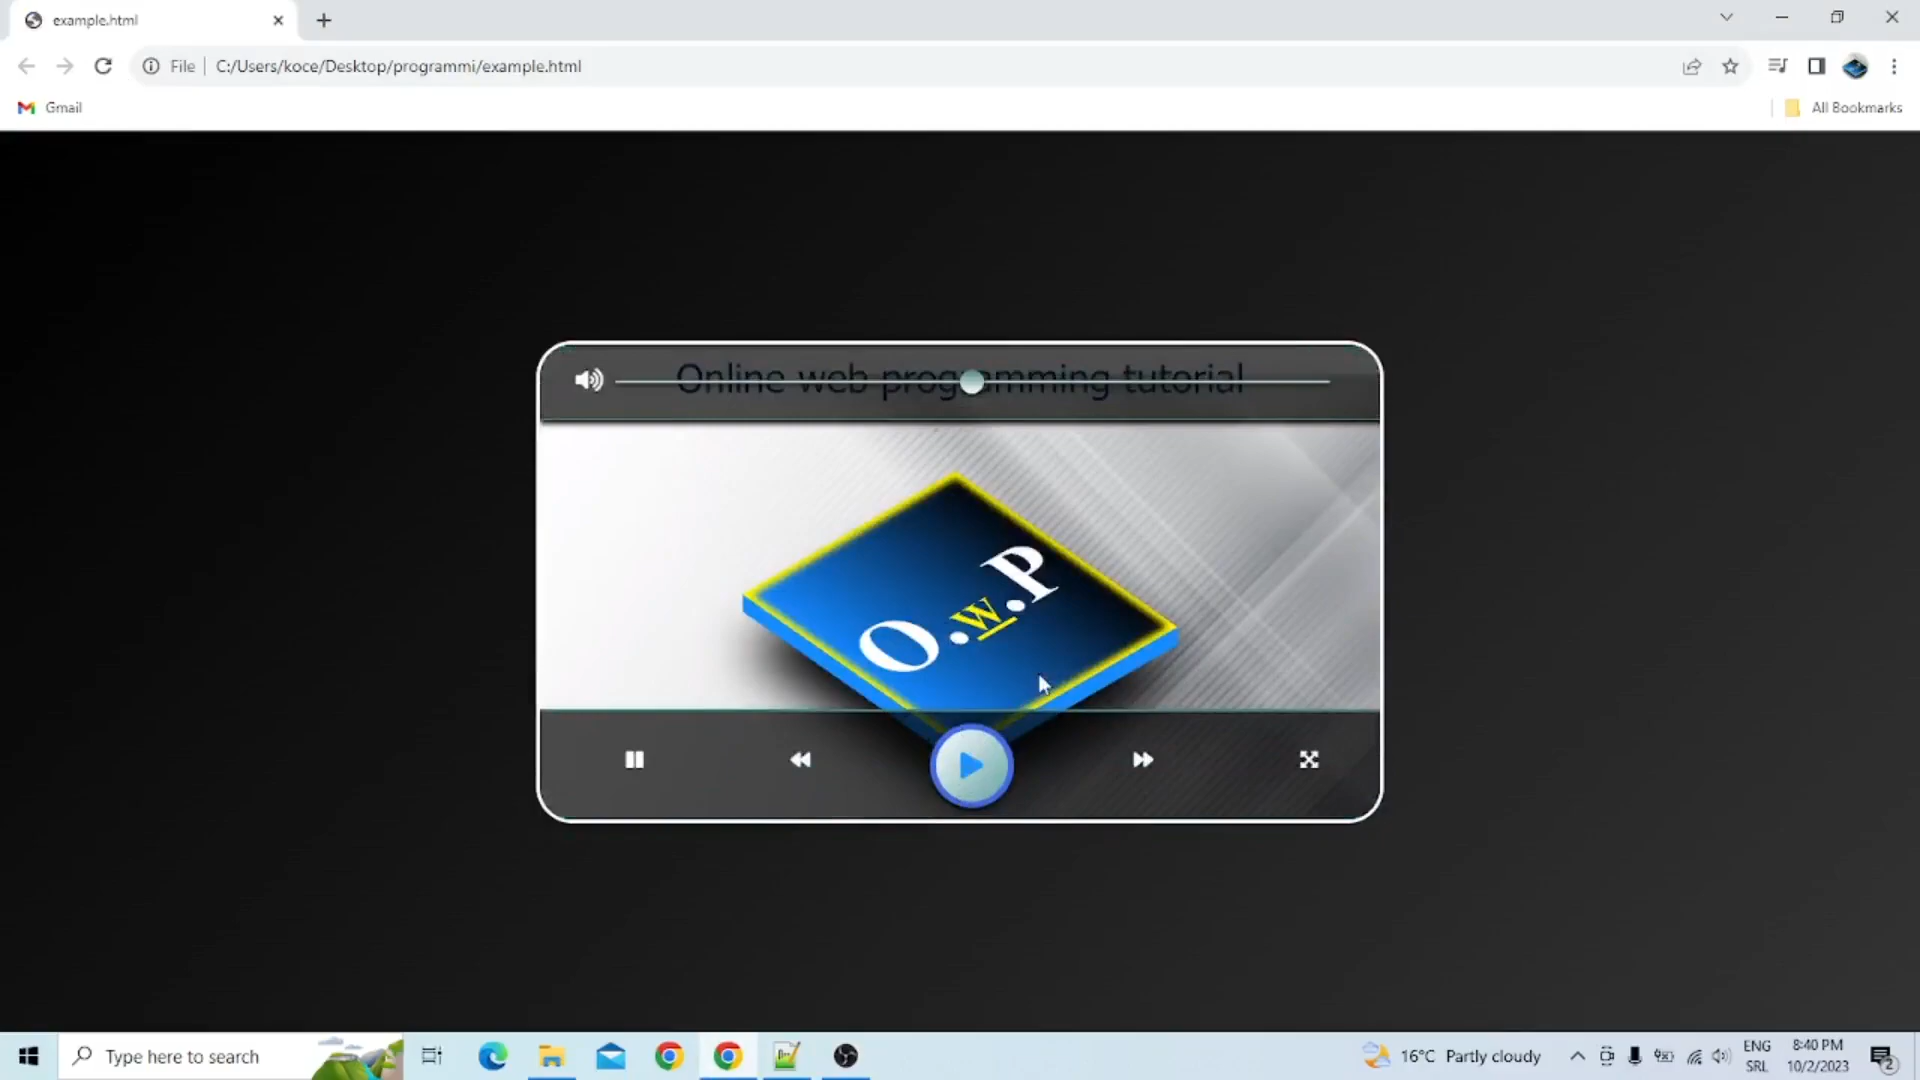 example.html
File
C:/Users/koce/Desktop/programmi/example.html
Gmail
All Bookmarks
Online web programming tutorial
O.w.P
Type here to search
16°C Partly cloudy
ENG
SRL
8:40 PM
10/2/2023
2